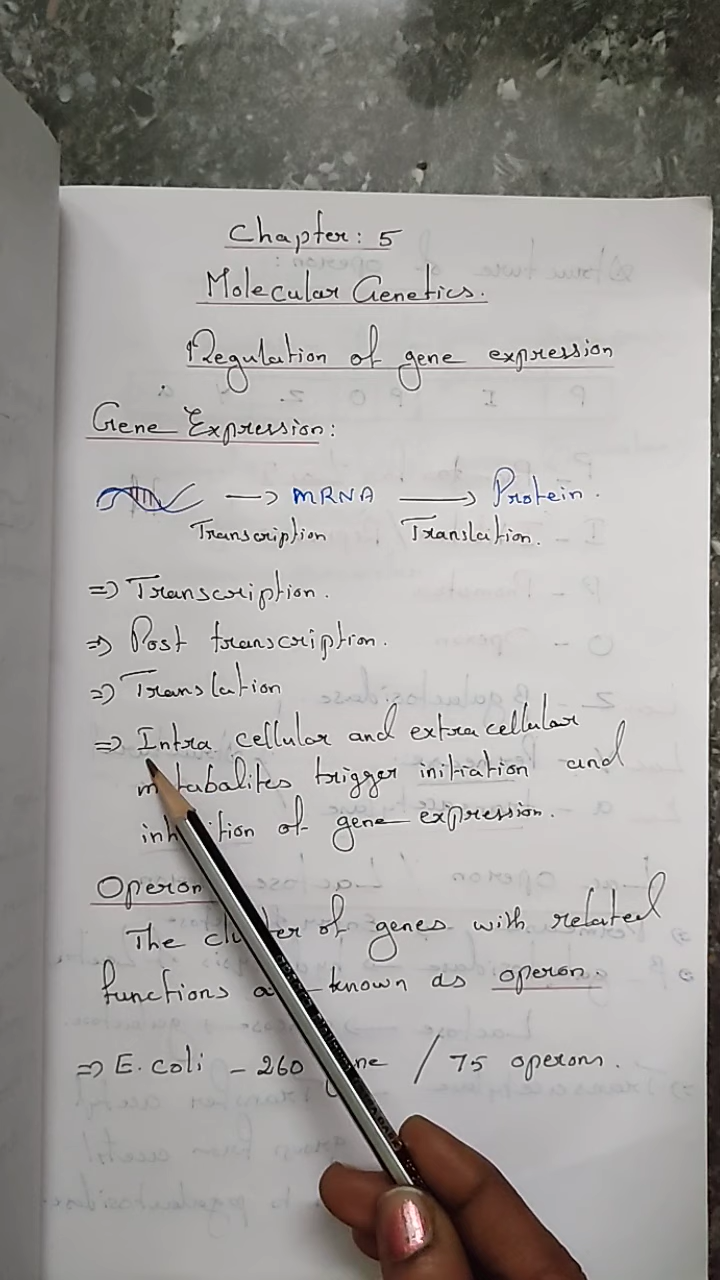 Chapter: 5
Molecular Genetics.
Regulation of gene expression
Gene Expression:
→ mRNA → Protein.
Transcription Translation.
⇒ Transcription.
⇒ Post transcription.
⇒ Translation
⇒ Intra cellular and extra cellular
metabalites trigger initiation and
inhibition of gene expression.
Operon
The cluster of genes with related
functions known as operon.
⇒ E. coli - 260 / 75 operons.